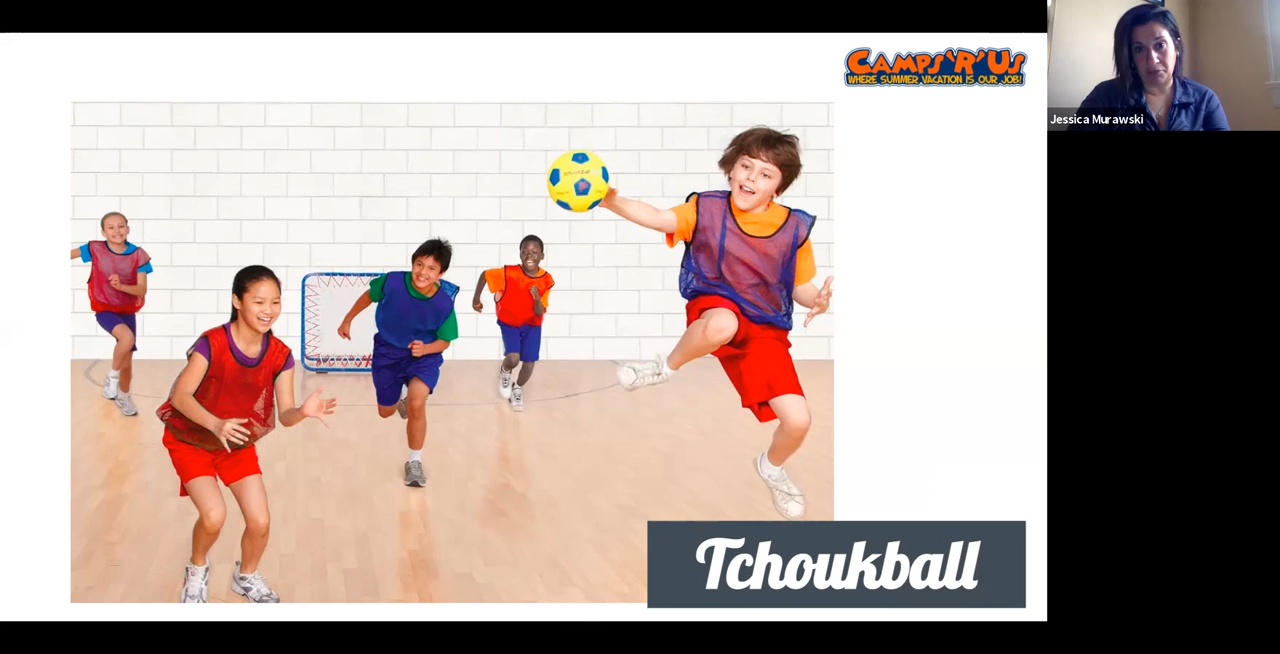 CAMPS'R'US
WHERE SUMMER VACATION IS OUR JOB!
Jessica Murawski
Tchoukball